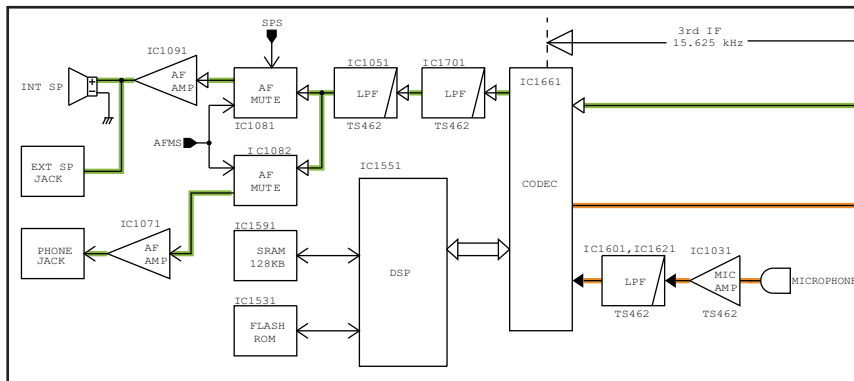 SPS
3rd IF
15.625 kHz
IC1091
AF
AMP
INT SP
+
−
AF
MUTE
IC1081
IC1051
LPF
TS462
IC1701
LPF
TS462
IC1661
CODEC
AFMS
I C1082
AF
MUTE
EXT SP
JACK
IC1551
DSP
IC1071
AF
AMP
PHONE
JACK
IC1591
SRAM
128KB
IC1531
FLASH
ROM
IC1601,IC1621
LPF
TS462
IC1031
MIC
AMP
TS462
MICROPHONE